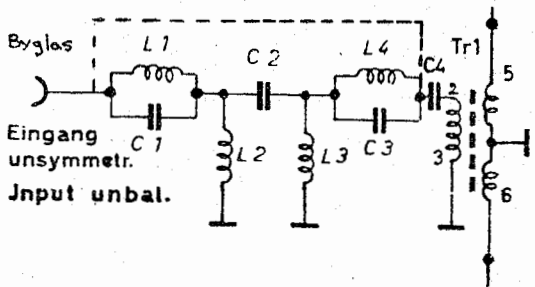 Byglas
L1
C1
C2
L2
L3
L4
C3
C4
Tr1
2
3
5
6
Eingang
unsymmetr.
Jnput unbal.